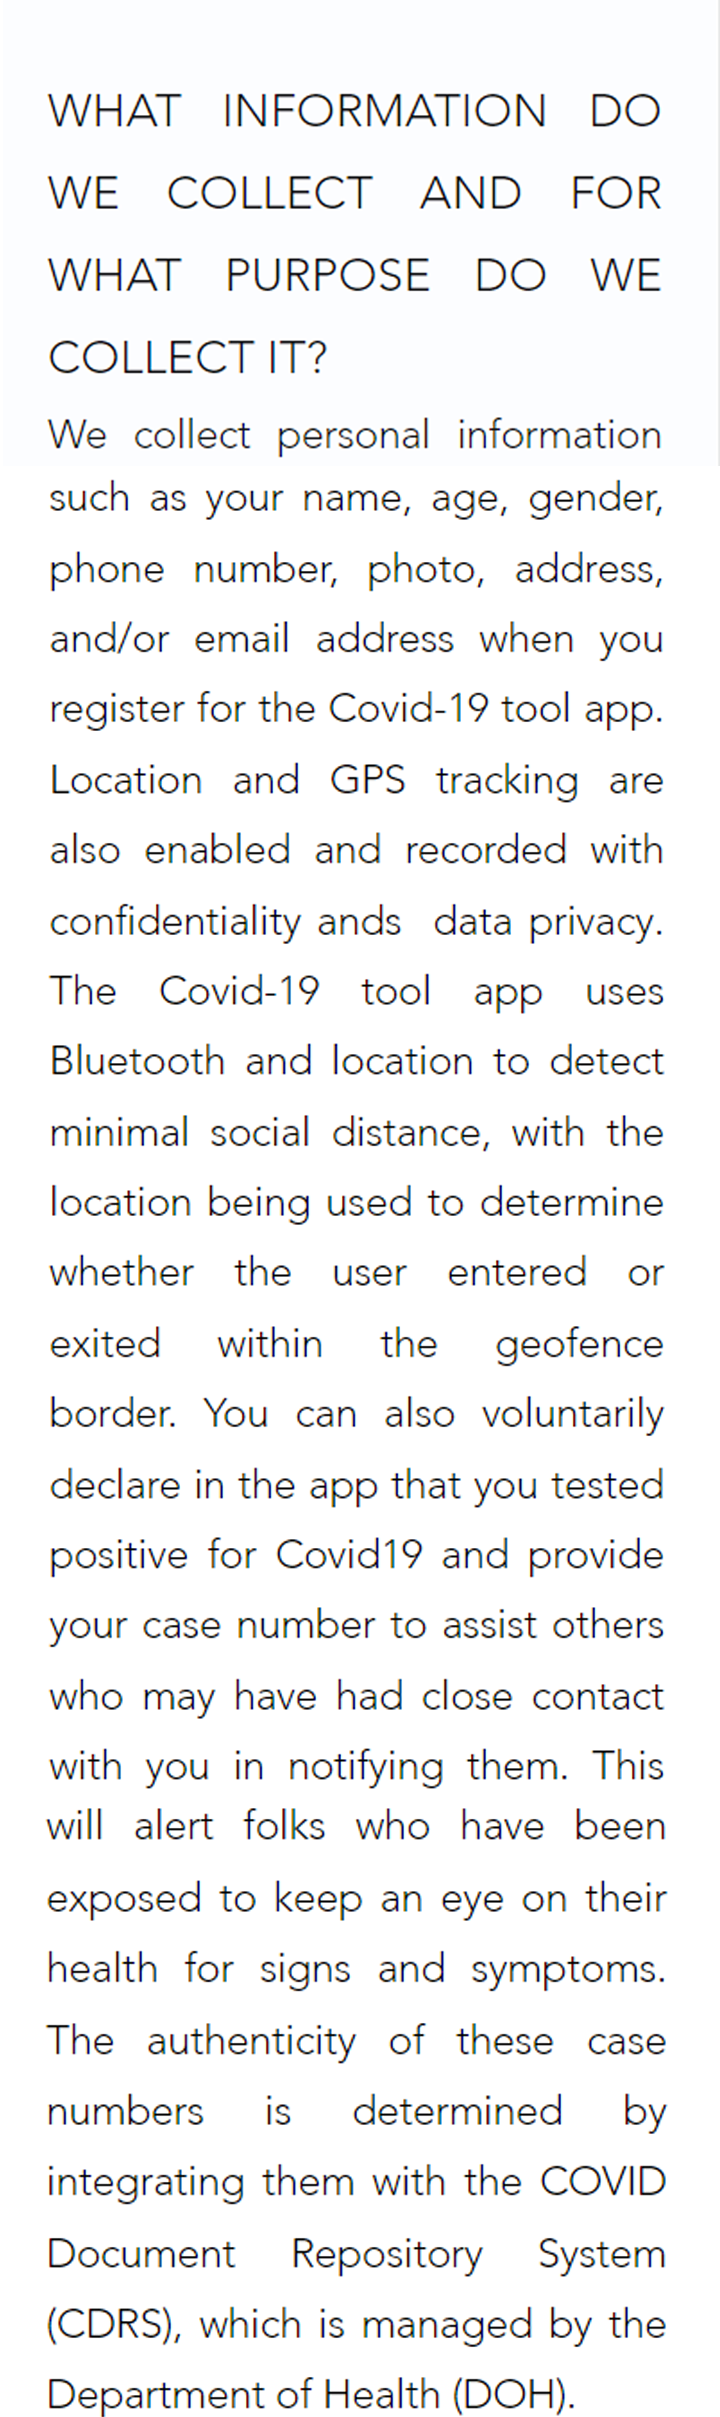 WHAT INFORMATION DO
WE COLLECT AND FOR
WHAT PURPOSE DO WE
COLLECT IT?
We collect personal information
such as your name, age, gender,
phone number, photo, address,
and/or email address when you
register for the Covid-19 tool app.
Location and GPS tracking are
also enabled and recorded with
confidentiality ands data privacy.
The Covid-19 tool app uses
Bluetooth and location to detect
minimal social distance, with the
location being used to determine
whether the user entered or
exited within the geofence
border. You can also voluntarily
declare in the app that you tested
positive for Covid19 and provide
your case number to assist others
who may have had close contact
with you in notifying them. This
will alert folks who have been
exposed to keep an eye on their
health for signs and symptoms.
The authenticity of these case
numbers is determined by
integrating them with the COVID
Document Repository System
(CDRS), which is managed by the
Department of Health (DOH).